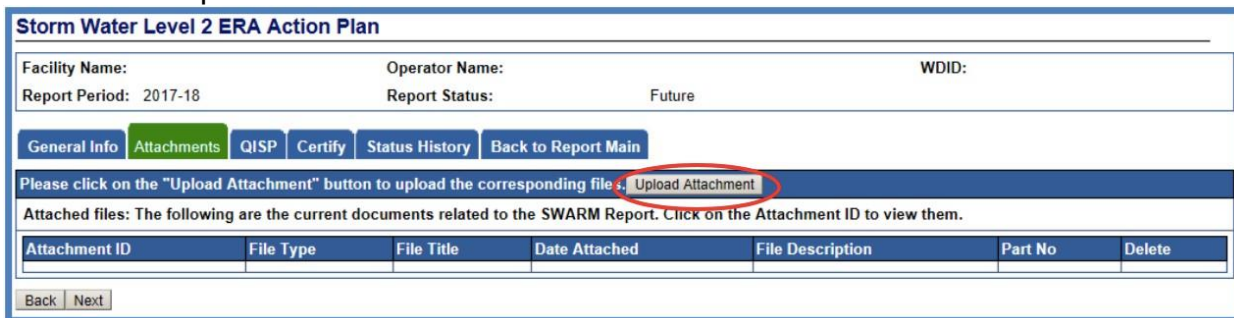 Storm Water Level 2 ERA Action Plan
Facility Name: Operator Name: WDID:
Report Period: 2017-18 Report Status: Future
General Info Attachments QISP Certify Status History Back to Report Main
Please click on the "Upload Attachment" button to upload the corresponding files. Upload Attachment
Attached files: The following are the current documents related to the SWARM Report. Click on the Attachment ID to view them.
Attachment ID File Type File Title Date Attached File Description Part No Delete
Back Next